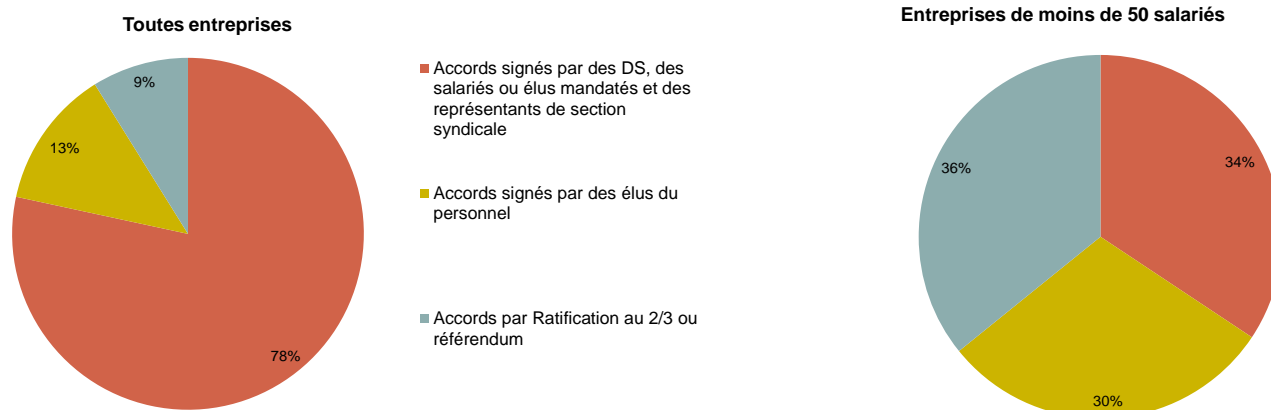 Toutes entreprises
9%
13%
78%
Accords signés par des DS, des
salariés ou élus mandatés et des
représentants de section
syndicale
Accords signés par des élus du
personnel
Accords par Ratification au 2/3 ou
référendum
Entreprises de moins de 50 salariés
36%
34%
30%